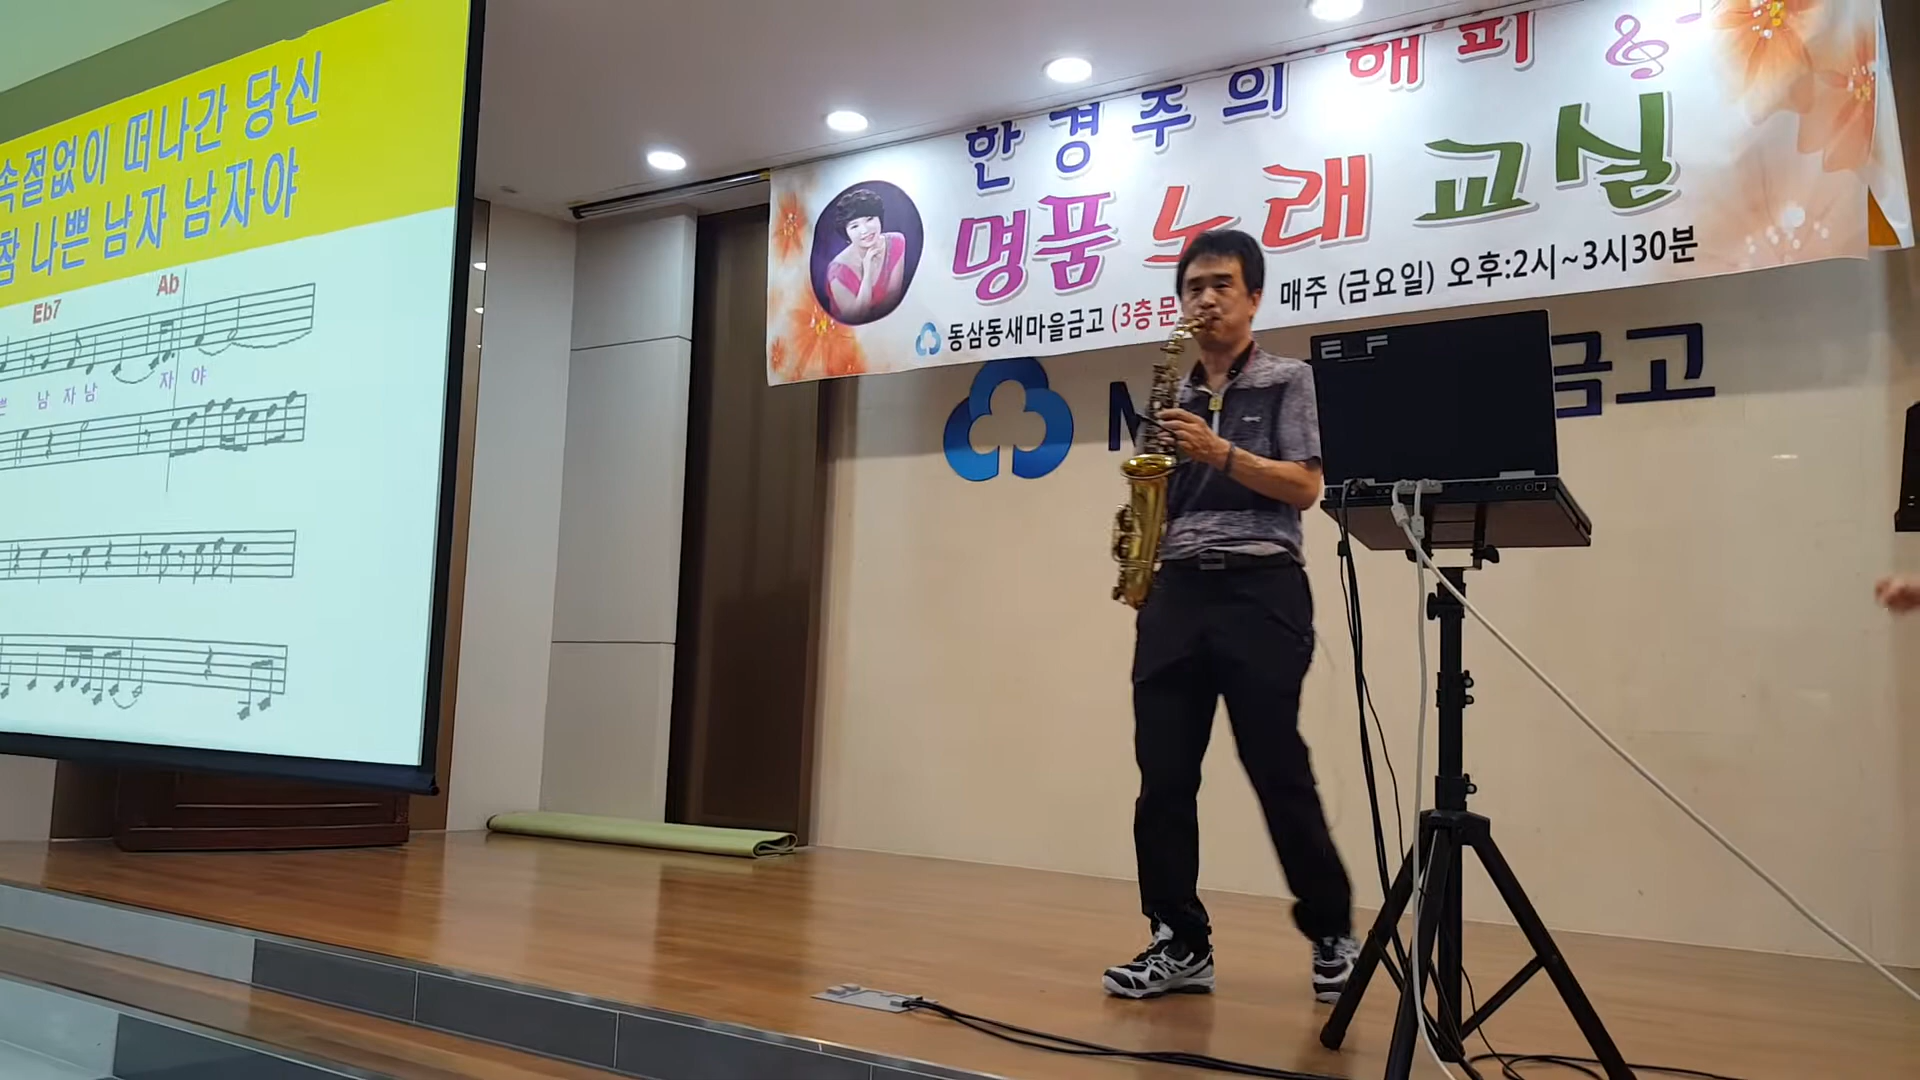 속절없이 떠나간 당신
참 나쁜 남자 남자야
Eb7 Ab
쁜 남 자 남 자 야
한경주의 해피
명품 노래 교실
동삼동새마을금고 (3층문 매주 (금요일) 오후:2시~3시30분
M 금고
ELF